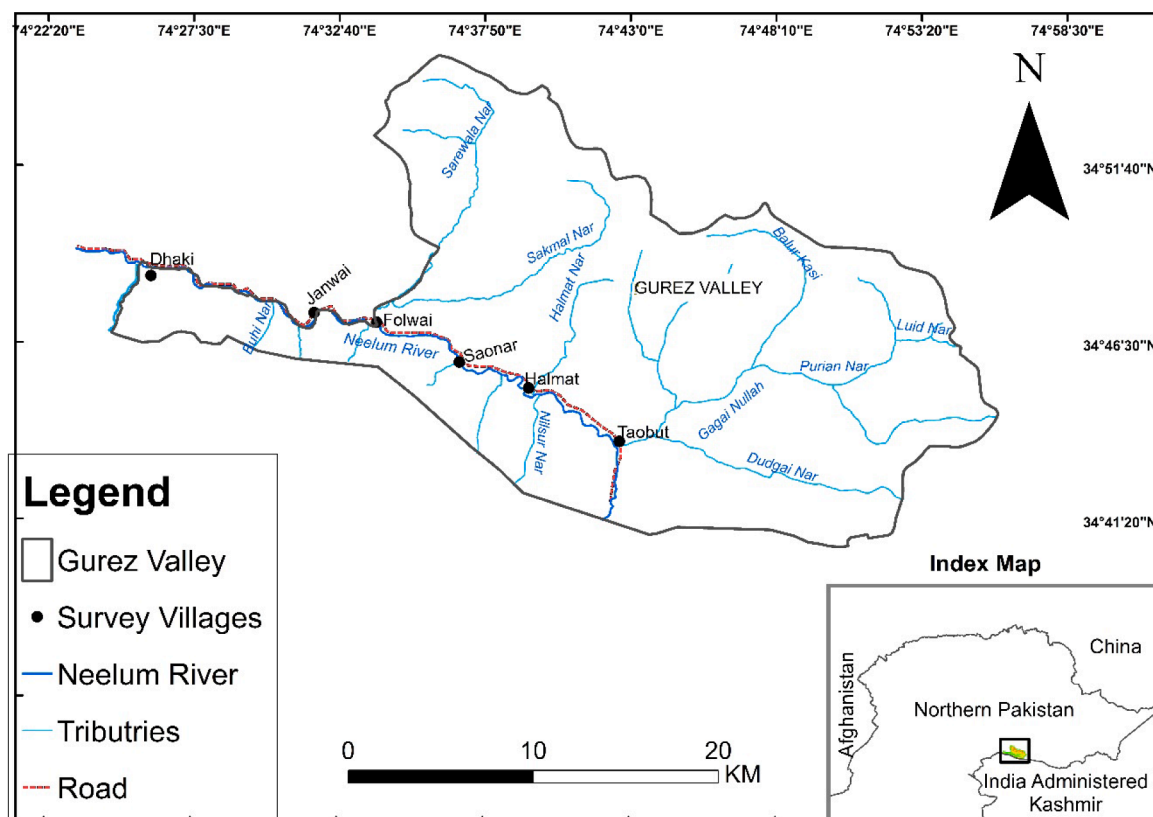 74°22'20"E
74°27'30"E
74°32'40"E
74°37'50"E
74°43'0"E
74°48'10"E
74°53'20"E
74°58'30"E
N
34°51'40"N
34°46'30"N
34°41'20"N
Sarewala Nar
Sakmal Nar
Halmat Nar
Balur Kasi
GUREZ VALLEY
Luid Nar
Purian Nar
Gagai Nullah
Dudgai Nar
Dhaki
Janwai
Buhi Nar
Folwai
Neelum River
Saonar
Halmat
Nilsur Nar
Taobut
Legend
Gurez Valley
Survey Villages
Neelum River
Tributries
Road
0 10 20
KM
Index Map
China
Afghanistan
Northern Pakistan
India Administered
Kashmir